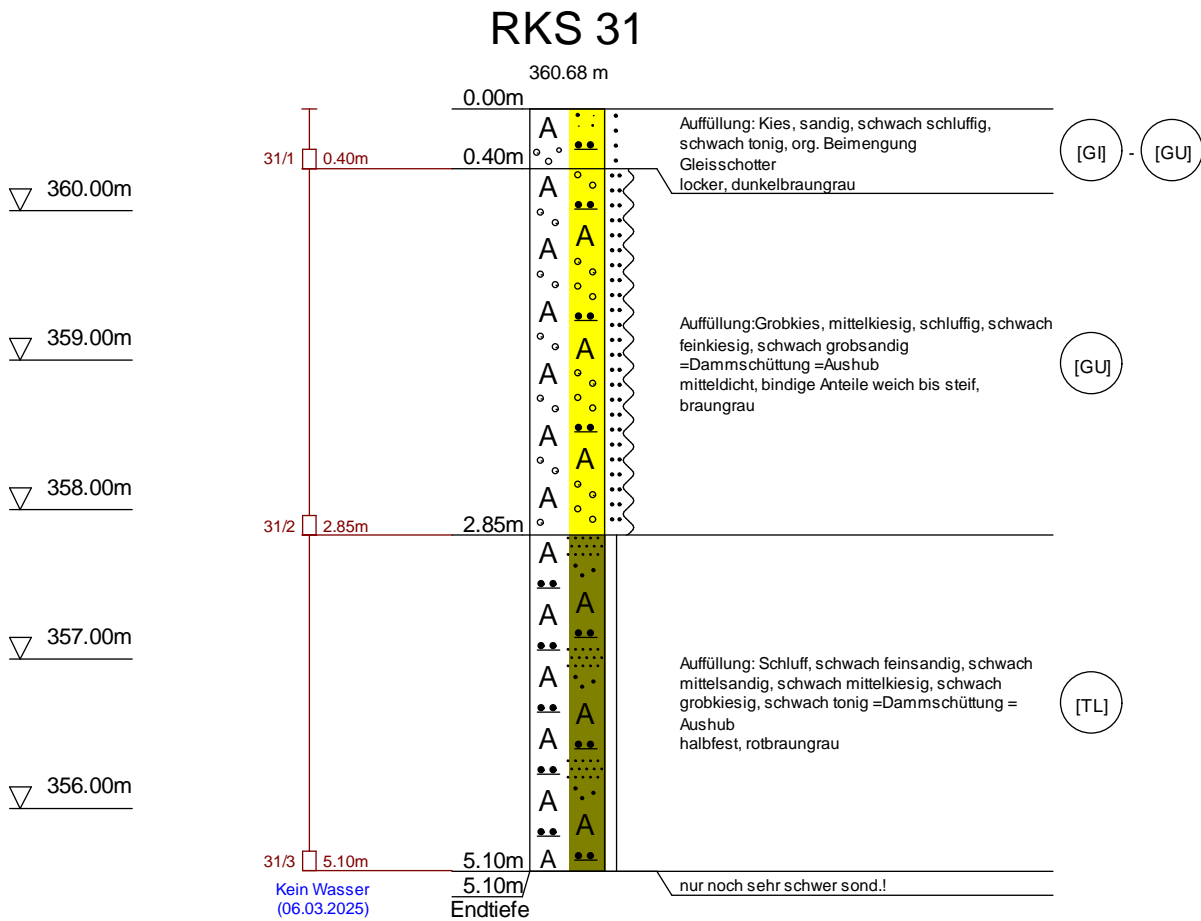 RKS 31
360.68 m
0.00m
A
Auffüllung: Kies, sandig, schwach schluffig,
schwach tonig, org. Beimengung
Gleisschotter
locker, dunkelbraungrau
[GI] - [GU]
31/1 0.40m
0.40m
360.00m
A
A
A
A
359.00m
A
A
A
A
A
A
Auffüllung:Grobkies, mittelkiesig, schluffig, schwach
feinkiesig, schwach grobsandig
=Dammschüttung =Aushub
mitteldicht, bindige Anteile weich bis steif,
braungrau
[GU]
358.00m
31/2 2.85m
2.85m
A
A
A
A
357.00m
A
A
A
A
A
A
Auffüllung: Schluff, schwach feinsandig, schwach
mittelsandig, schwach mittelkiesig, schwach
grobkiesig, schwach tonig =Dammschüttung =
Aushub
halbfest, rotbraungrau
[TL]
356.00m
31/3 5.10m
5.10m
Kein Wasser
(06.03.2025)
5.10m
Endtiefe
nur noch sehr schwer sond.!